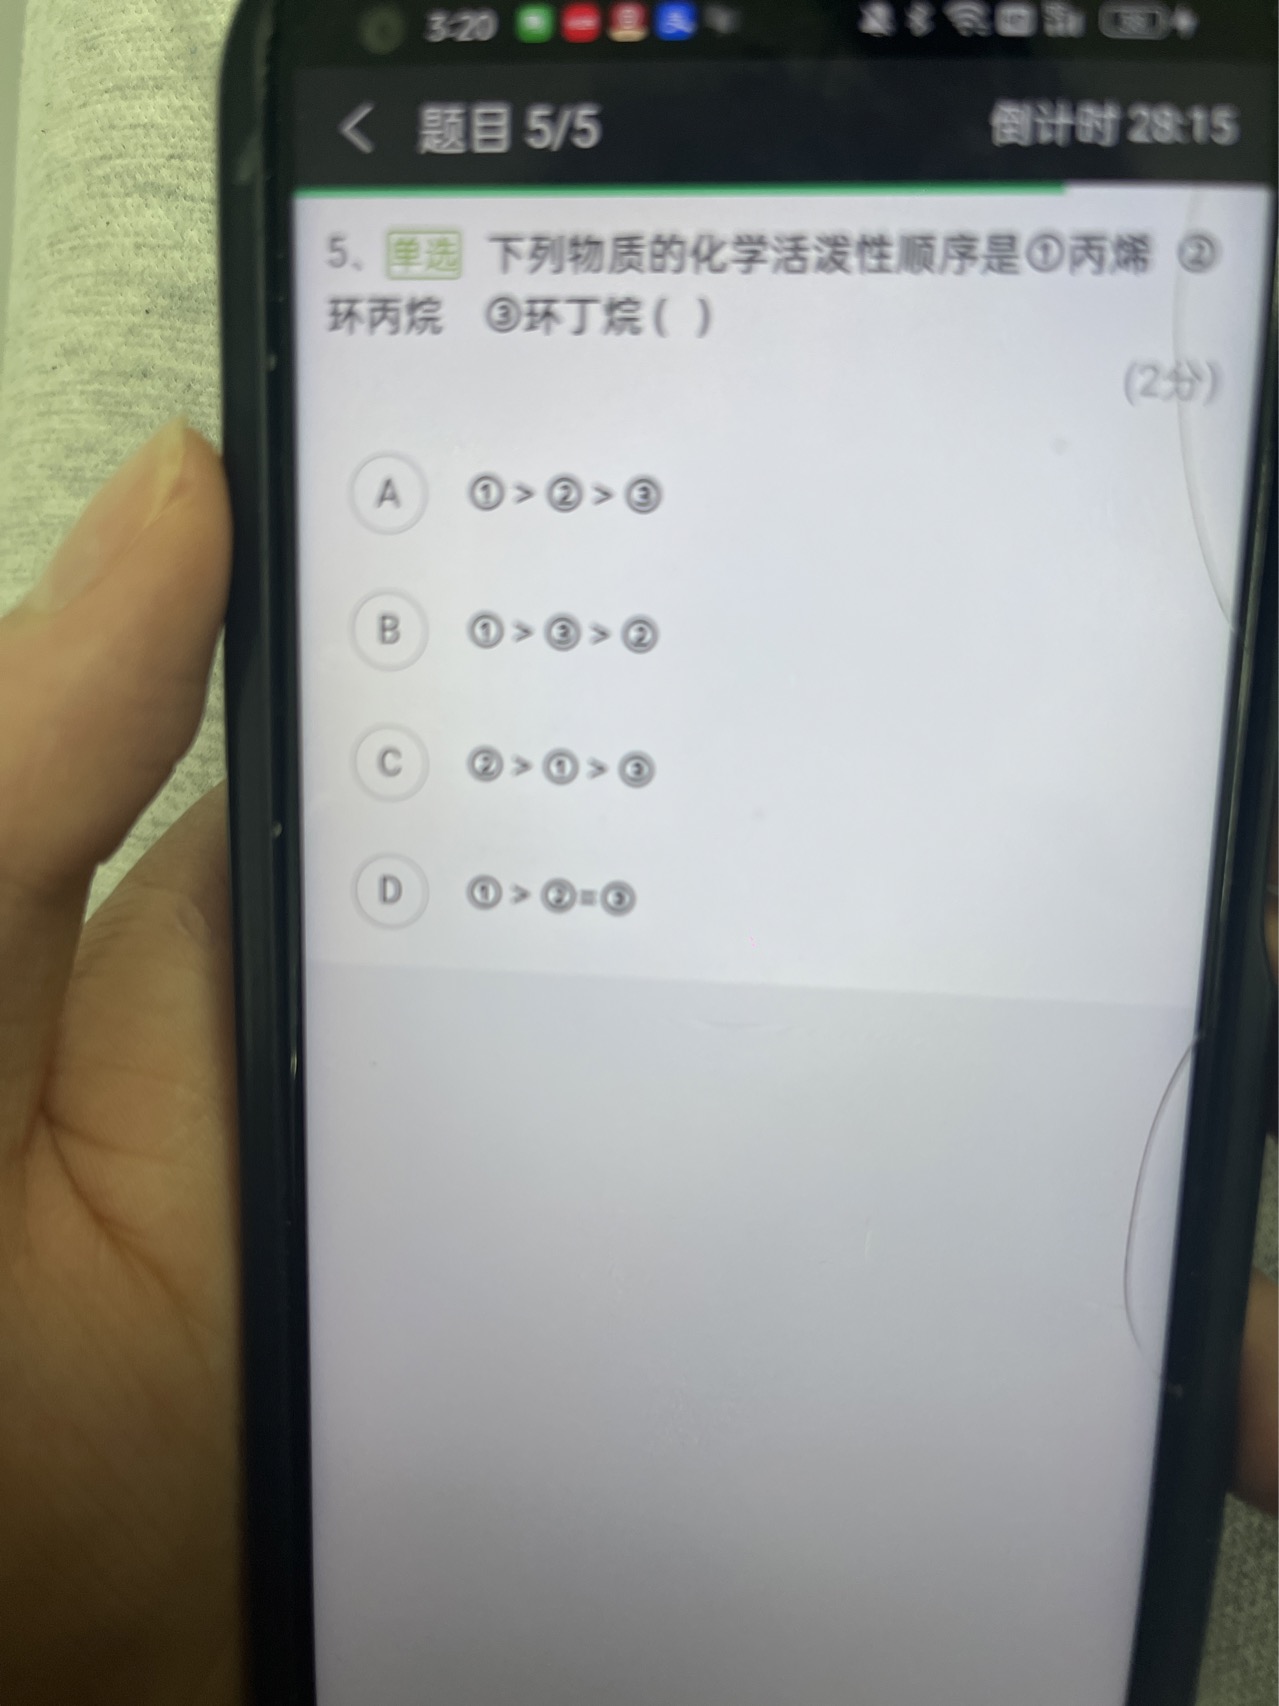 3:20
题目 5/5
倒计时 28:15
5、 单选 下列物质的化学活泼性顺序是①丙烯 ②
环丙烷 ③环丁烷( )
(2分)
A ①>②>③
B ①>③>②
C ②>①>③
D ①>②=③